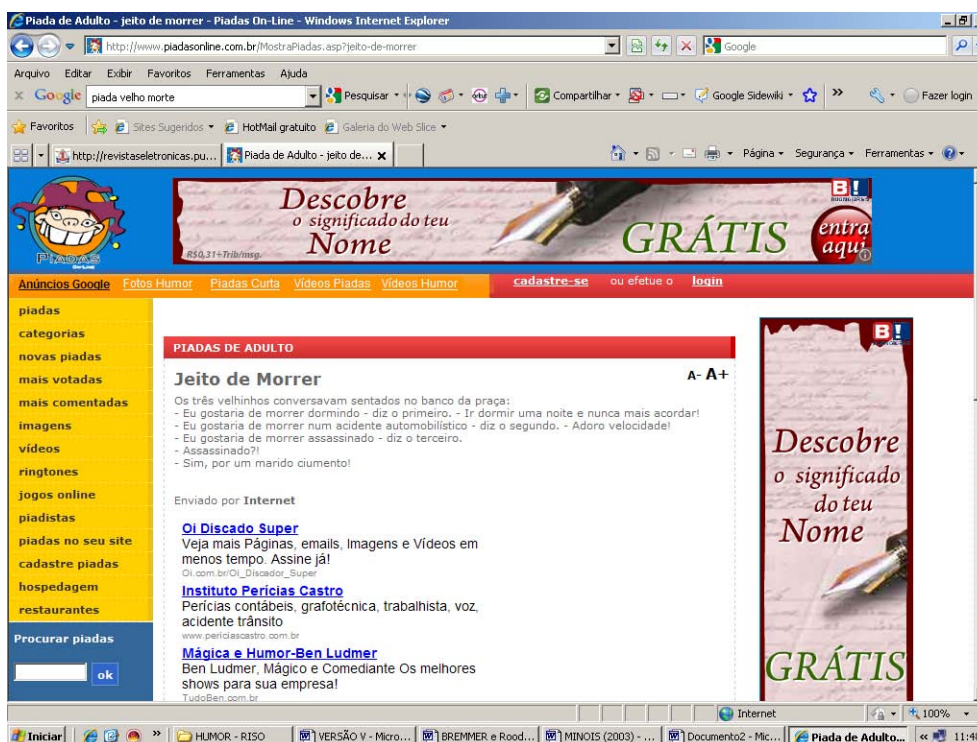 Piada de Adulto - jeito de morrer - Piadas On-Line - Windows Internet Explorer
http://www.piadasonline.com.br/MostraPiadas.asp?jeito-de-morrer
Google
Arquivo Editar Exibir Favoritos Ferramentas Ajuda
x Google piada velho morte Pesquisar Compartilhar Google Sidewiki » Fazer login
Favoritos Sites Sugeridos HotMail gratuito Galeria do Web Slice
http://revistaseletronicas.pu... Piada de Adulto - jeito de... x Página Segurança Ferramentas
PIADAS
On-Line
Descobre
o significado do teu
Nome
R$0,31+Trib/msg.
GRÁTIS
B!
entra
aqui
Anúncios Google Fotos Humor Piadas Curta Vídeos Piadas Vídeos Humor cadastre-se ou efetue o login
piadas
categorias
novas piadas
mais votadas
mais comentadas
imagens
vídeos
ringtones
jogos online
piadistas
piadas no seu site
cadastre piadas
hospedagem
restaurantes
Procurar piadas
ok
PIADAS DE ADULTO
Jeito de Morrer A- A+
Os três velhinhos conversavam sentados no banco da praça:
- Eu gostaria de morrer dormindo - diz o primeiro. - Ir dormir uma noite e nunca mais acordar!
- Eu gostaria de morrer num acidente automobilístico - diz o segundo. - Adoro velocidade!
- Eu gostaria de morrer assassinado - diz o terceiro.
- Assassinado?!
- Sim, por um marido ciumento!
Enviado por Internet
Oi Discado Super
Veja mais Páginas, emails, Imagens e Vídeos em
menos tempo. Assine já!
Oi.com.br/Oi_Discador_Super
Instituto Perícias Castro
Perícias contábeis, grafotécnica, trabalhista, voz,
acidente trânsito
www.periciascastro.com.br
Mágica e Humor-Ben Ludmer
Ben Ludmer, Mágico e Comediante Os melhores
shows para sua empresa!
TudoBen.com.br
B!
Descobre
o significado
do teu
Nome
GRÁTIS
Internet 100%
Iniciar » HUMOR - RISO VERSÃO V - Micro... BREMMER e Rood... MINOIS (2003) - ... Documento2 - Mic... Piada de Adulto... « 11:4